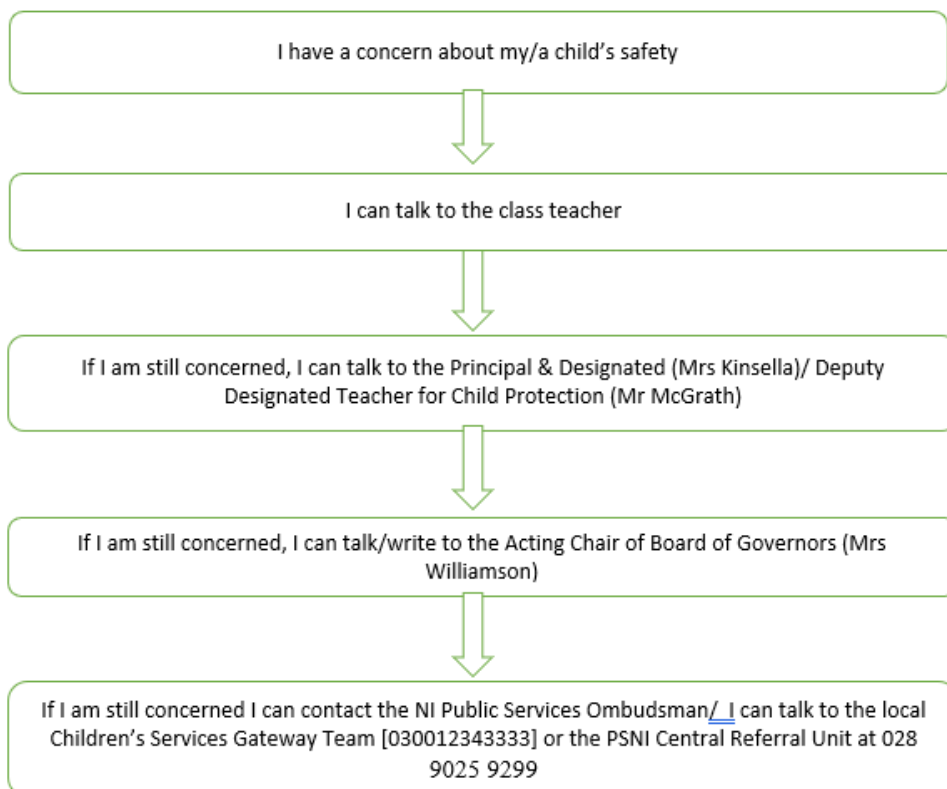 I have a concern about my/a child’s safety
I can talk to the class teacher
If I am still concerned, I can talk to the Principal & Designated (Mrs Kinsella)/ Deputy
Designated Teacher for Child Protection (Mr McGrath)
If I am still concerned, I can talk/write to the Acting Chair of Board of Governors (Mrs
Williamson)
If I am still concerned I can contact the NI Public Services Ombudsman/  I can talk to the local
Children’s Services Gateway Team [030012343333] or the PSNI Central Referral Unit at 028
9025 9299